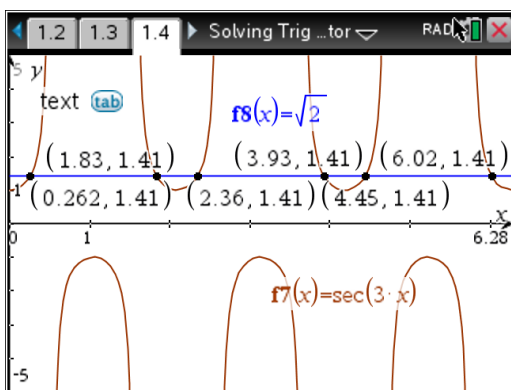 1.2 1.3 1.4 Solving Trig ...tor RAD
5 y
text tab
f8(x)=√2
(1.83, 1.41) (3.93, 1.41) (6.02, 1.41)
1 (0.262, 1.41) (2.36, 1.41) (4.45, 1.41)
x
0 1 6.28
f7(x)=sec(3·x)
-5